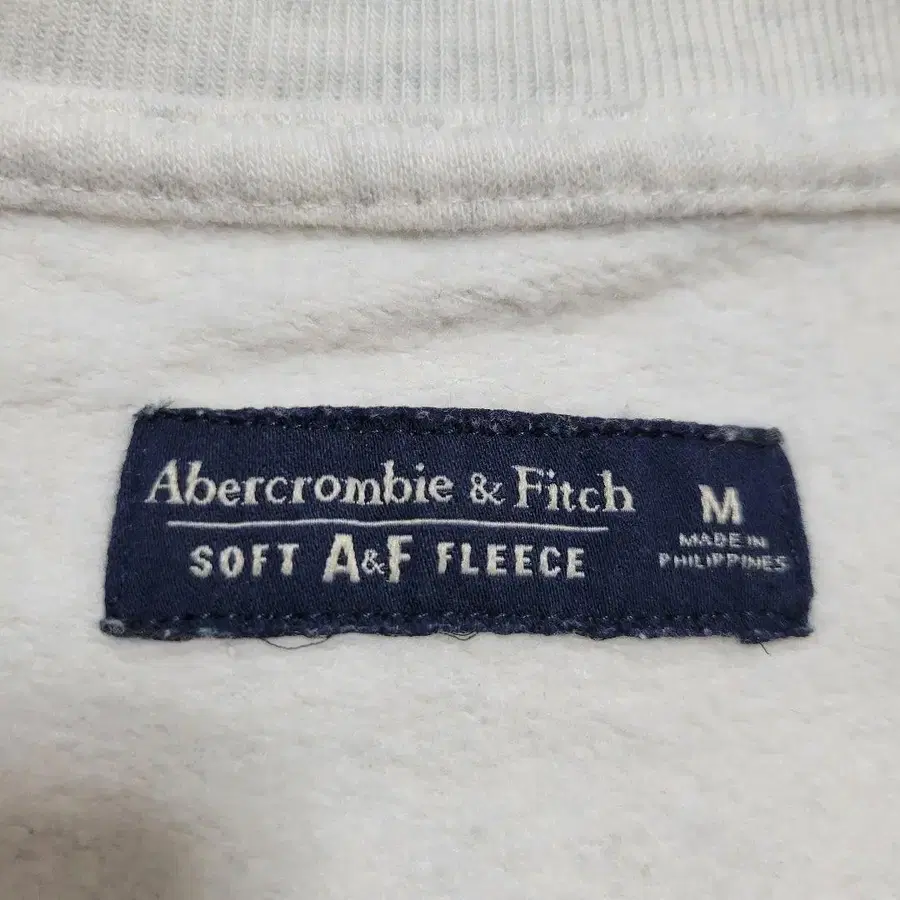 Abercrombie & Fitch
SOFT A&F FLEECE
M
MADE IN
PHILIPPINES